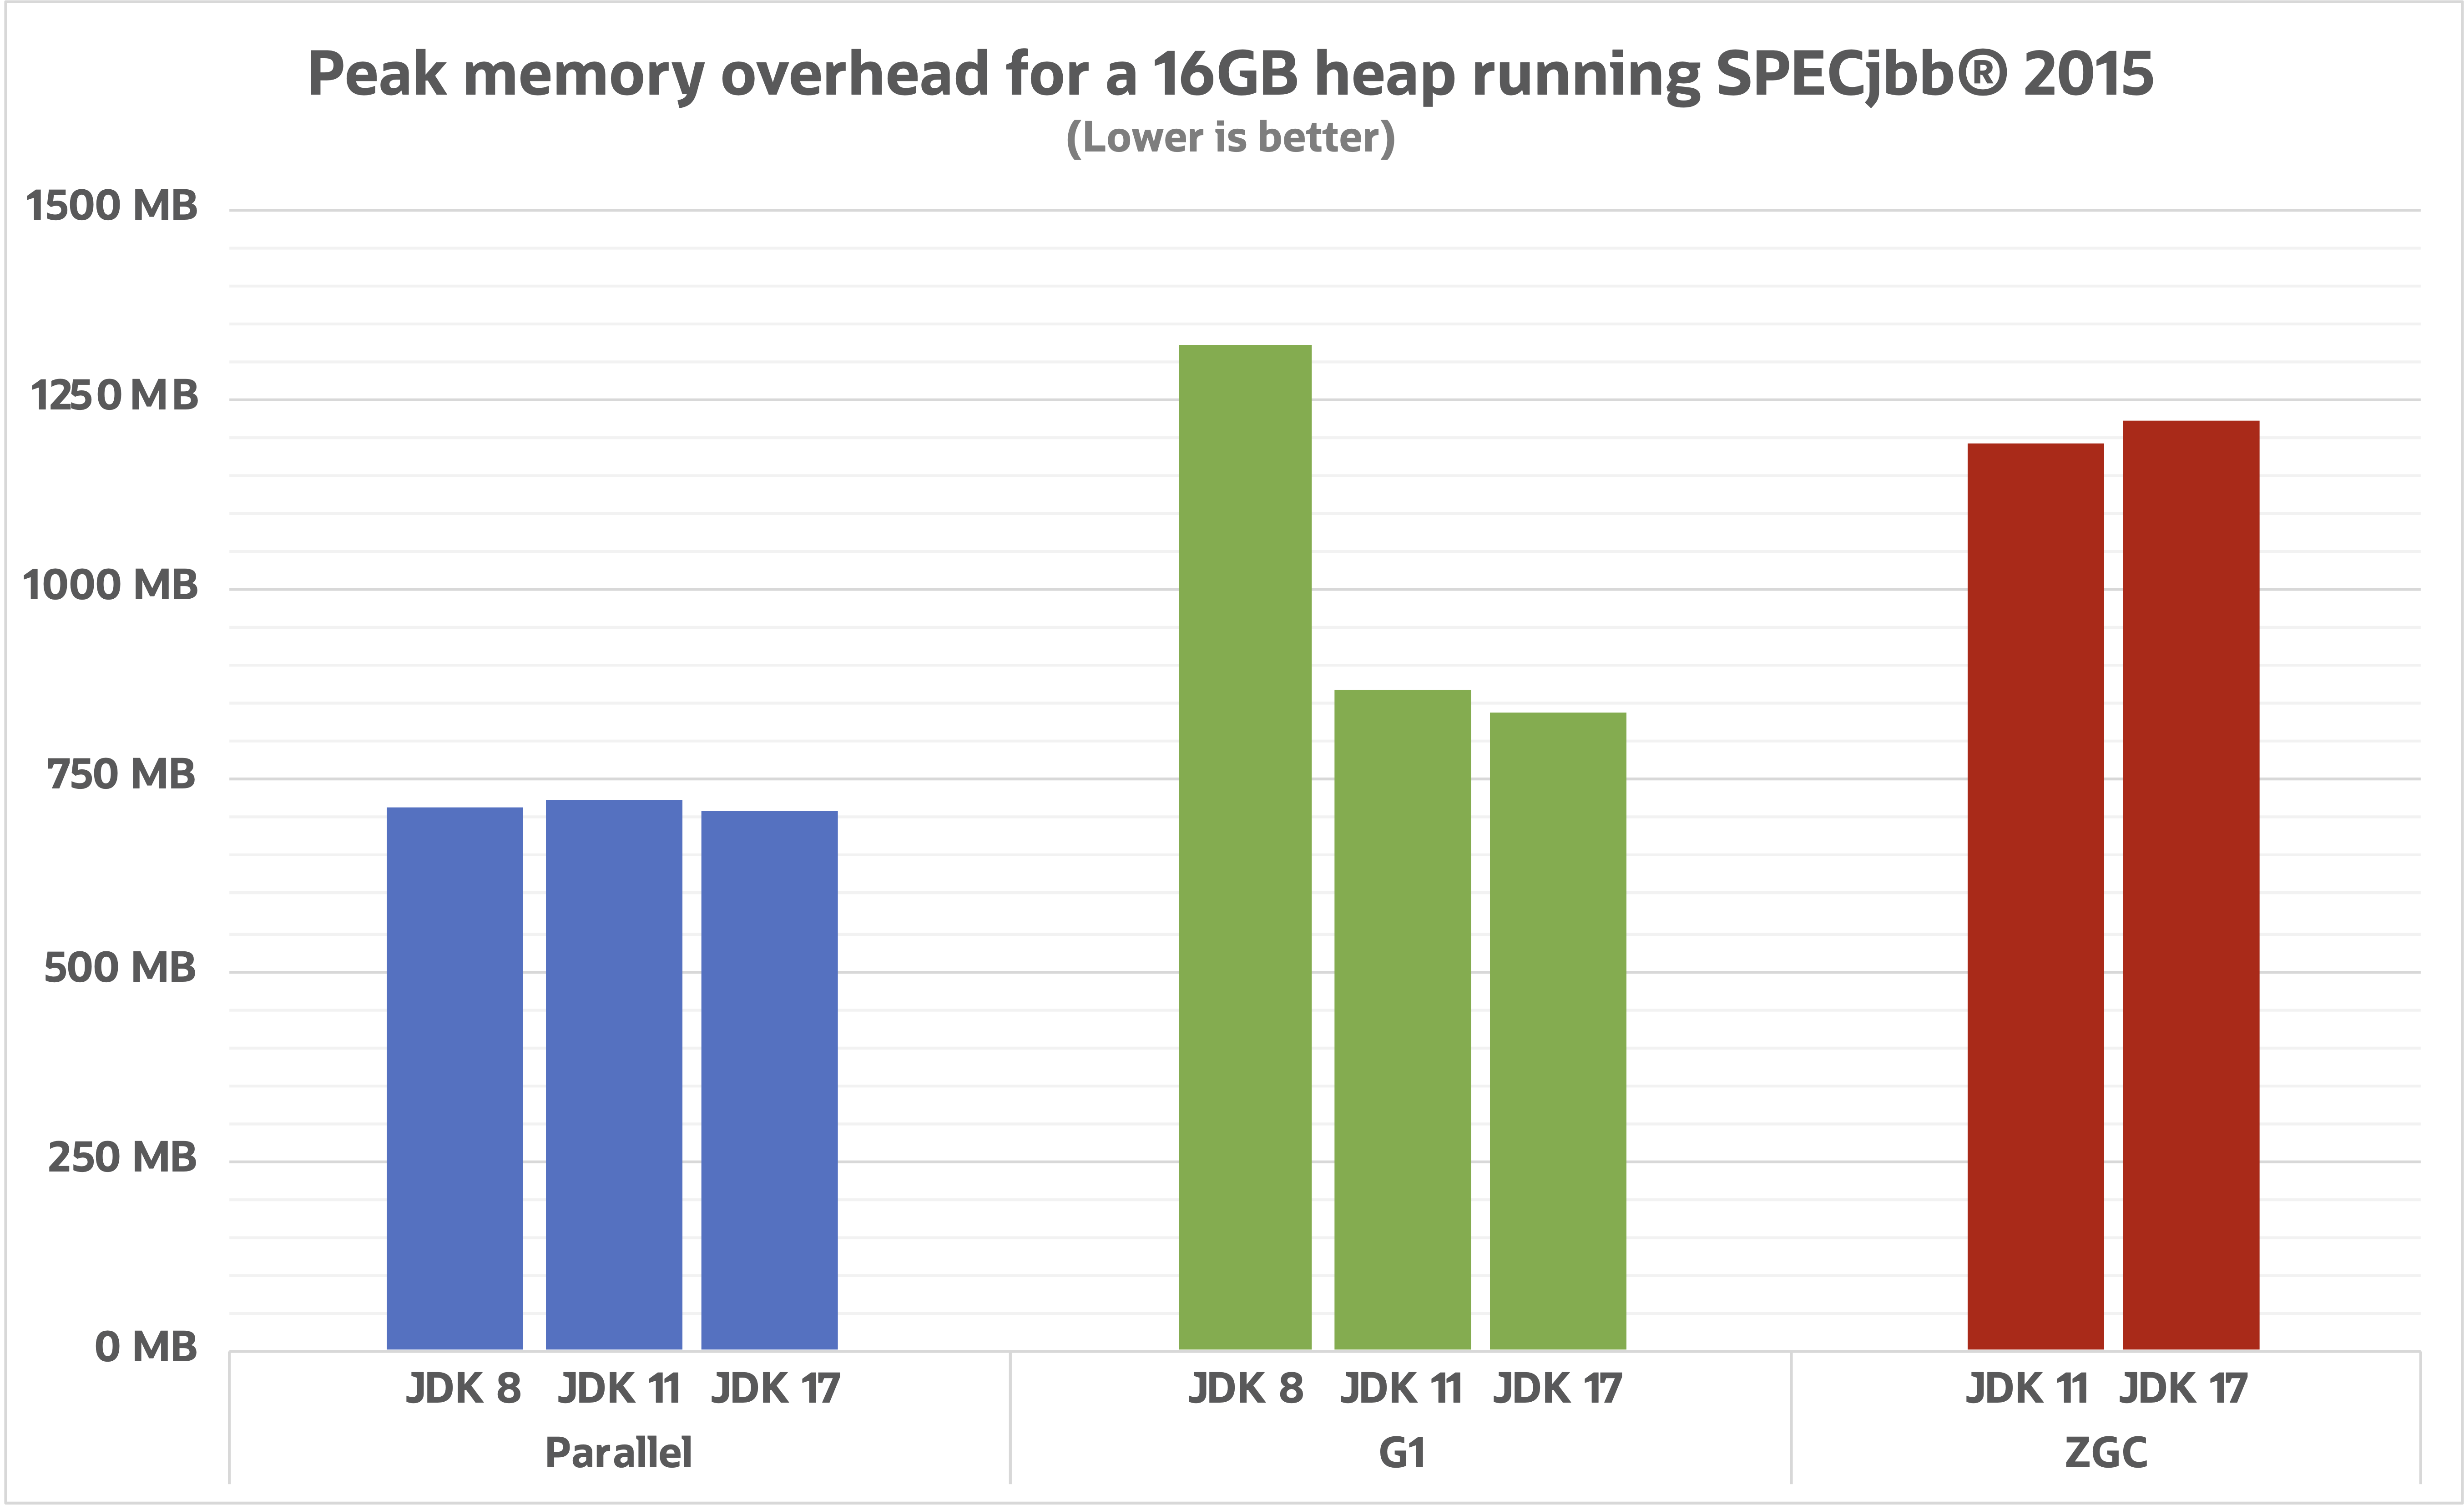 Peak memory overhead for a 16GB heap running SPECjbb® 2015
(Lower is better)
1500 MB
1250 MB
1000 MB
750 MB
500 MB
250 MB
0 MB
JDK 8 JDK 11 JDK 17 JDK 8 JDK 11 JDK 17 JDK 11 JDK 17
Parallel G1 ZGC